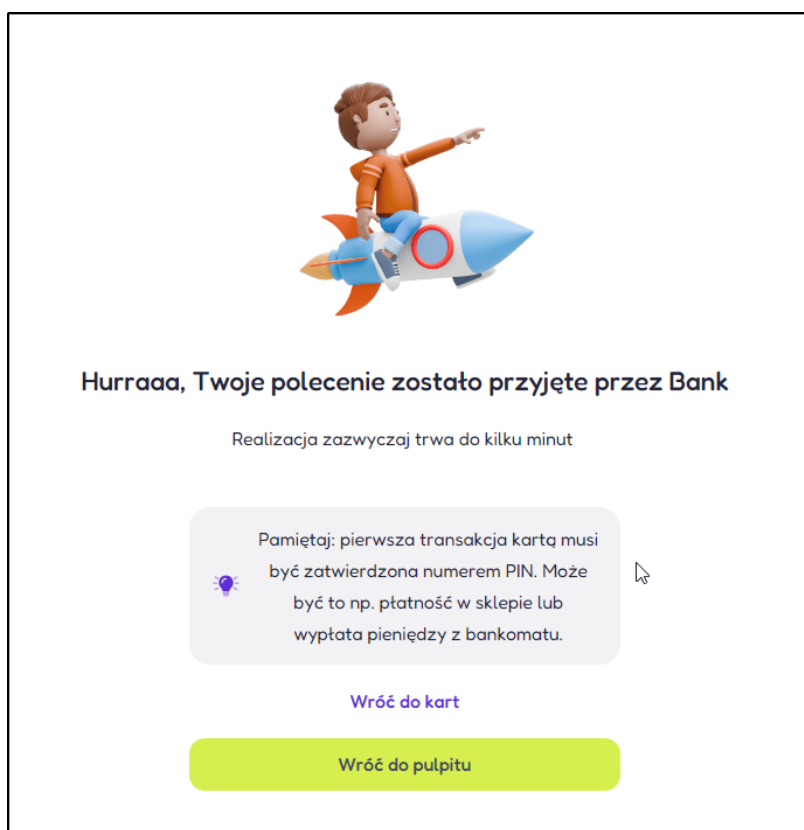 Hurraaa, Twoje polecenie zostało przyjęte przez Bank
Realizacja zazwyczaj trwa do kilku minut
Pamiętaj: pierwsza transakcja kartą musi
być zatwierdzona numerem PIN. Może
być to np. płatność w sklepie lub
wypłata pieniędzy z bankomatu.
Wróć do kart
Wróć do pulpitu